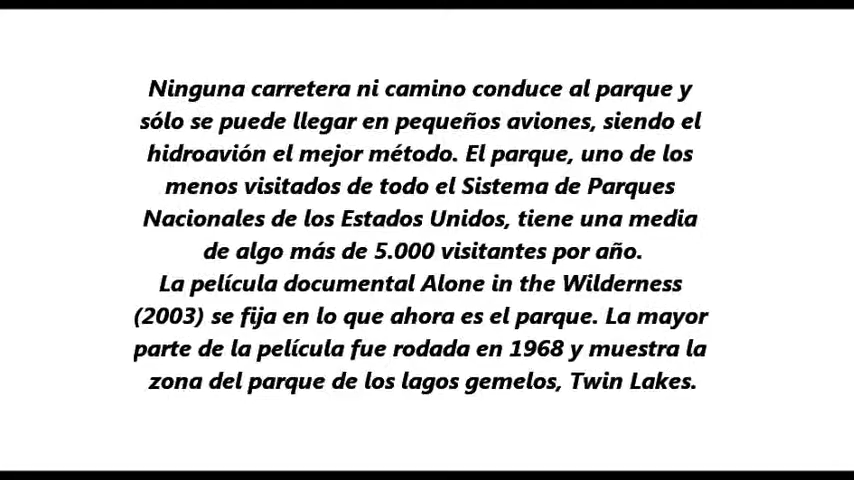 Ninguna carretera ni camino conduce al parque y
sólo se puede llegar en pequeños aviones, siendo el
hidroavión el mejor método. El parque, uno de los
menos visitados de todo el Sistema de Parques
Nacionales de los Estados Unidos, tiene una media
de algo más de 5.000 visitantes por año.
La película documental Alone in the Wilderness
(2003) se fija en lo que ahora es el parque. La mayor
parte de la película fue rodada en 1968 y muestra la
zona del parque de los lagos gemelos, Twin Lakes.